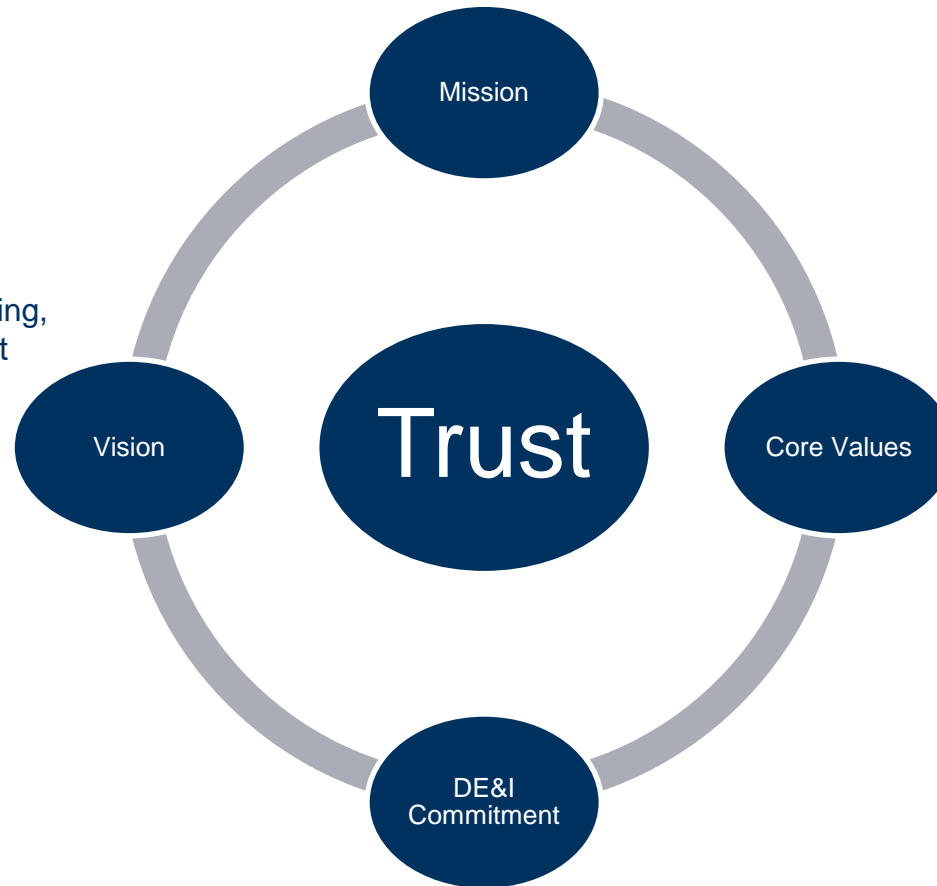 Mission
ing,
t
Vision
Trust
Core Values
DE&I
Commitment